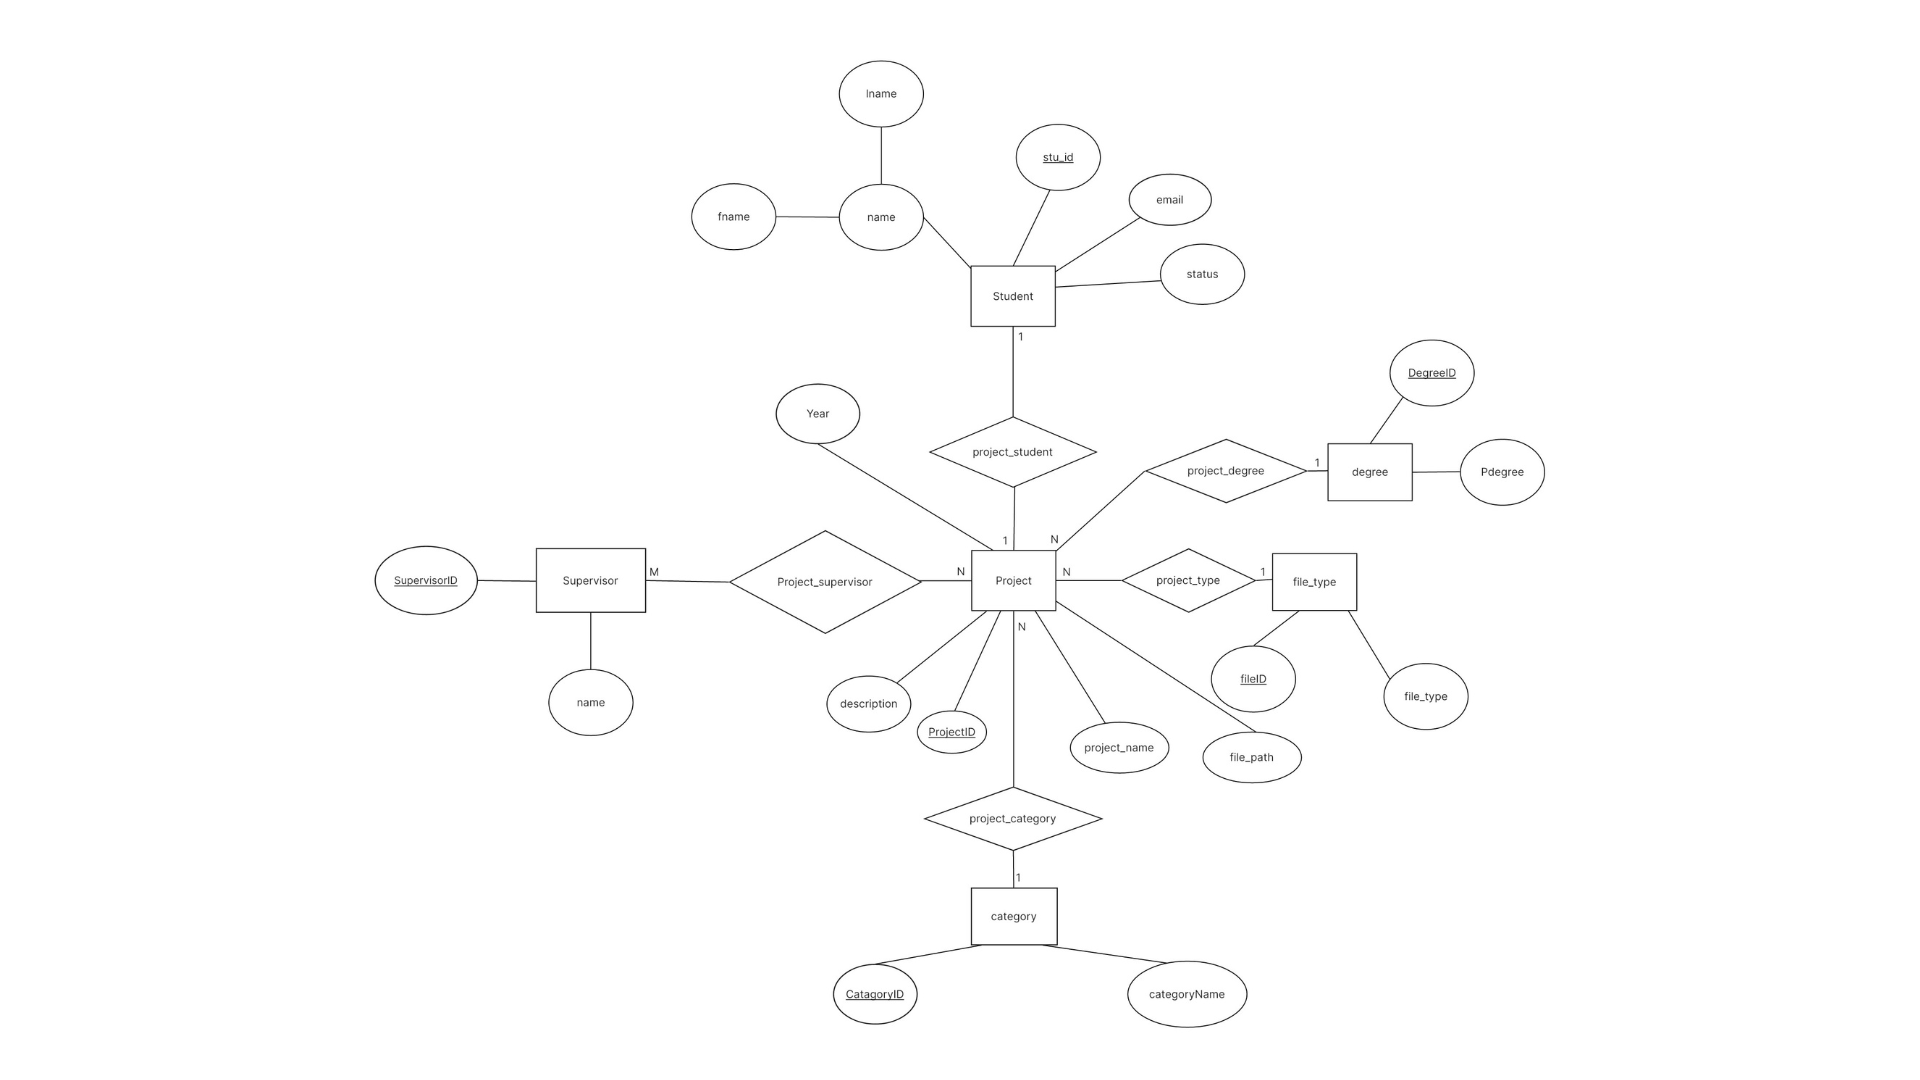 lname
stu_id
email
fname
name
status
Student
1
DegreeID
Year
project_student
project_degree
1
degree
Pdegree
1
N
SupervisorID
Supervisor
M
Project_supervisor
N
Project
N
project_type
1
file_type
N
name
description
ProjectID
project_name
fileID
file_type
file_path
project_category
1
category
CatagoryID
categoryName